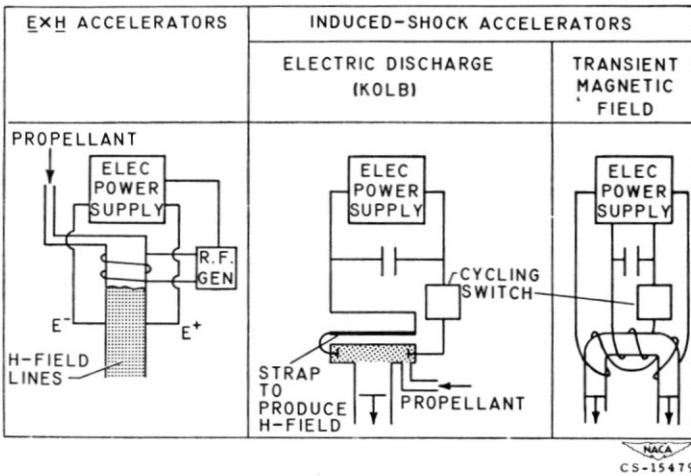 E×H ACCELERATORS
INDUCED-SHOCK ACCELERATORS
ELECTRIC DISCHARGE
(KOLB)
TRANSIENT
MAGNETIC
FIELD
PROPELLANT
ELEC
POWER
SUPPLY
R.F.
GEN
E⁻
E⁺
H-FIELD
LINES
ELEC
POWER
SUPPLY
CYCLING
SWITCH
STRAP
TO
PRODUCE
H-FIELD
PROPELLANT
ELEC
POWER
SUPPLY
NACA
CS-15479